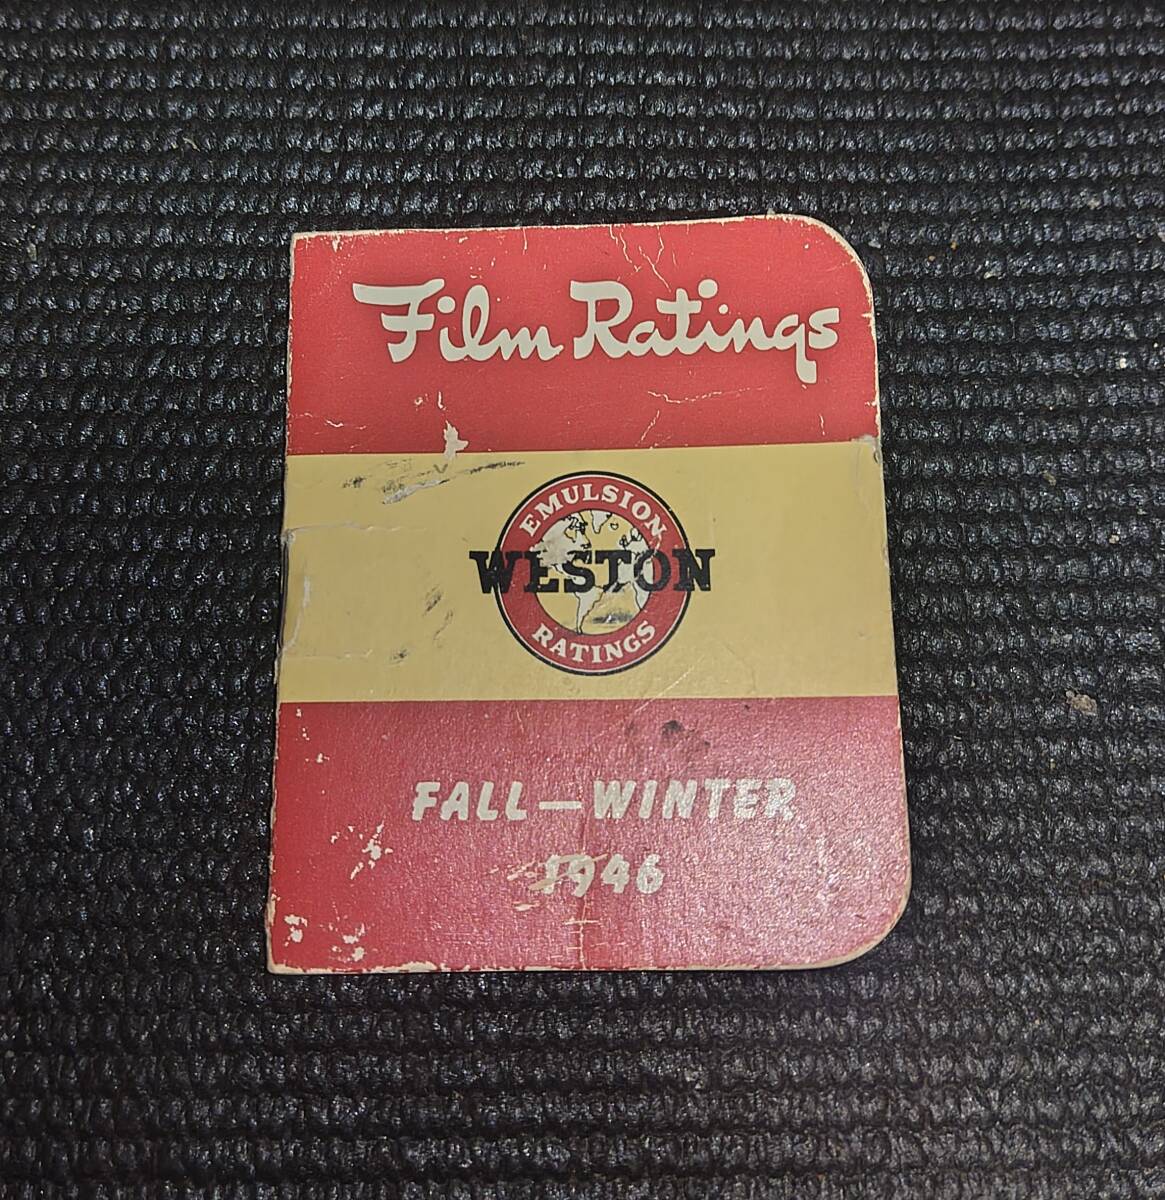 Film Ratings
EMULSION
WESTON
RATINGS
FALL—WINTER
1946